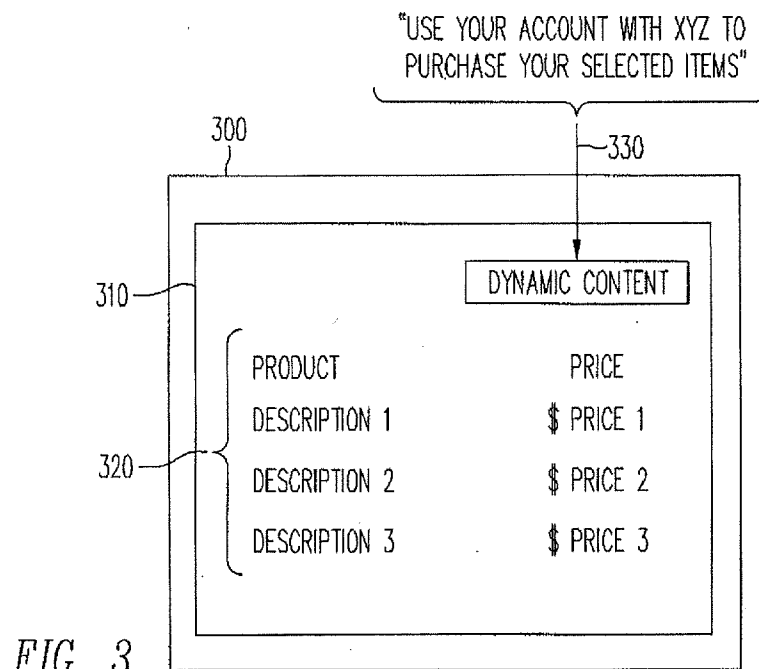 "USE YOUR ACCOUNT WITH XYZ TO
PURCHASE YOUR SELECTED ITEMS"
300
330
DYNAMIC CONTENT
310
PRODUCT PRICE
DESCRIPTION 1 $ PRICE 1
320
DESCRIPTION 2 $ PRICE 2
DESCRIPTION 3 $ PRICE 3
FIG. 3